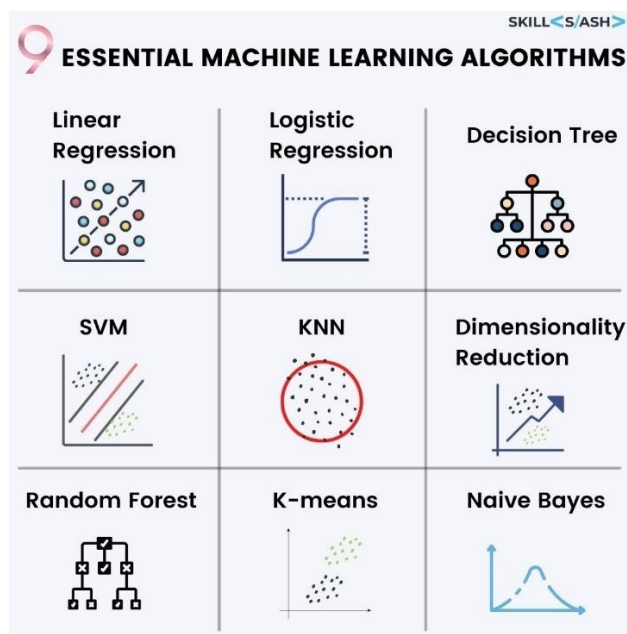 SKILL<S/ASH>
9 ESSENTIAL MACHINE LEARNING ALGORITHMS
Linear
Regression
Logistic
Regression
Decision Tree
SVM
KNN
Dimensionality
Reduction
Random Forest
K-means
Naive Bayes